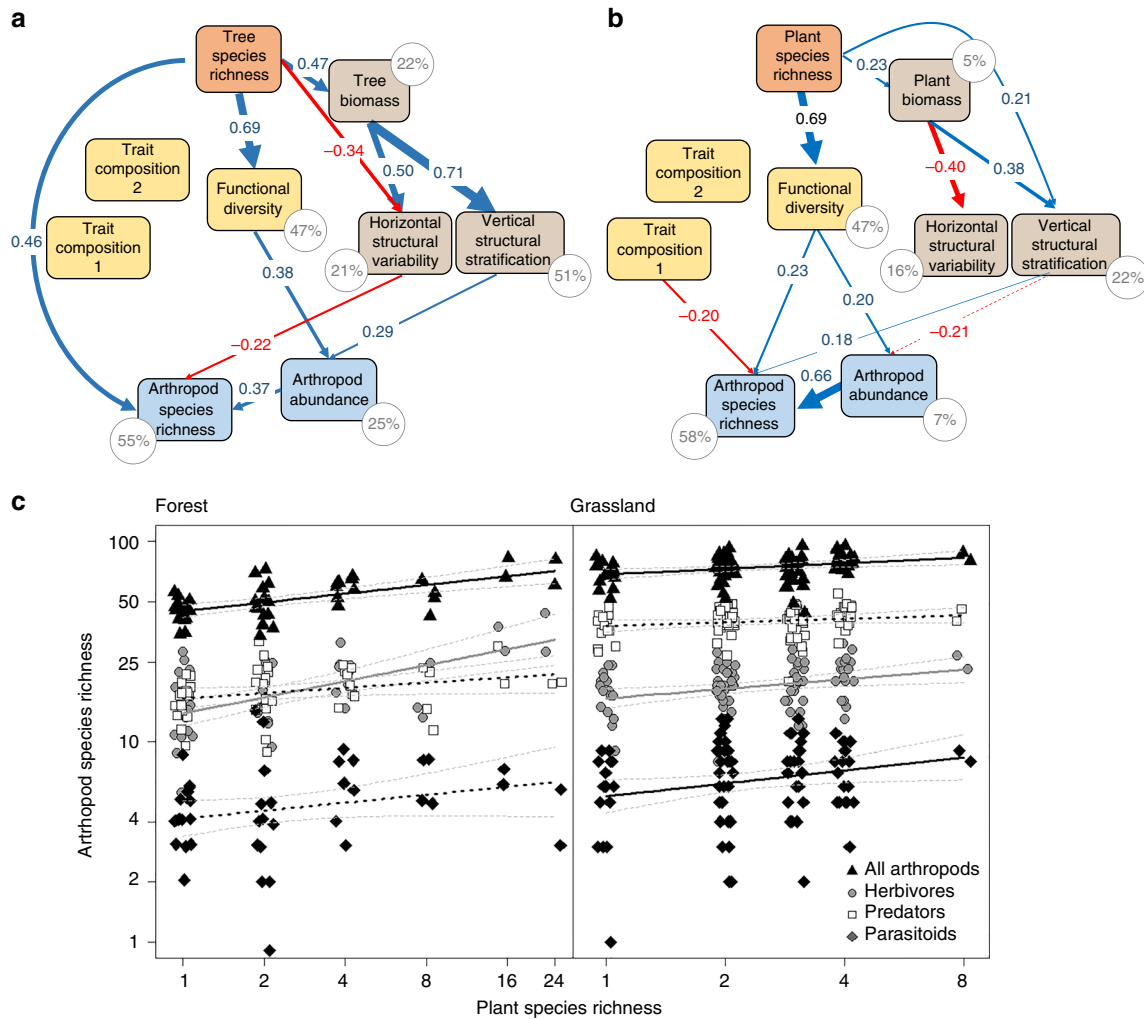 a
Tree
species
richness
0.47
22%
Tree
biomass
0.69
−0.34
0.50
0.71
Trait
composition
2
Functional
diversity
47%
Trait
composition
1
0.46
Horizontal
structural
variability
21%
Vertical
structural
stratification
51%
0.38
−0.22
0.29
Arthropod
species
richness
55%
0.37
Arthropod
abundance
25%
b
Plant
species
richness
0.23
5%
Plant
biomass
0.21
0.69
−0.40
0.38
Trait
composition
2
Functional
diversity
47%
Trait
composition
1
Horizontal
structural
variability
16%
Vertical
structural
stratification
22%
−0.20
0.23
0.20
0.18
−0.21
Arthropod
species
richness
58%
0.66
Arthropod
abundance
7%
c
Forest
Grassland
Artrhopod species richness
100
50
25
10
4
2
1
All arthropods
Herbivores
Predators
Parasitoids
1 2 4 8 16 24
1 2 4 8
Plant species richness